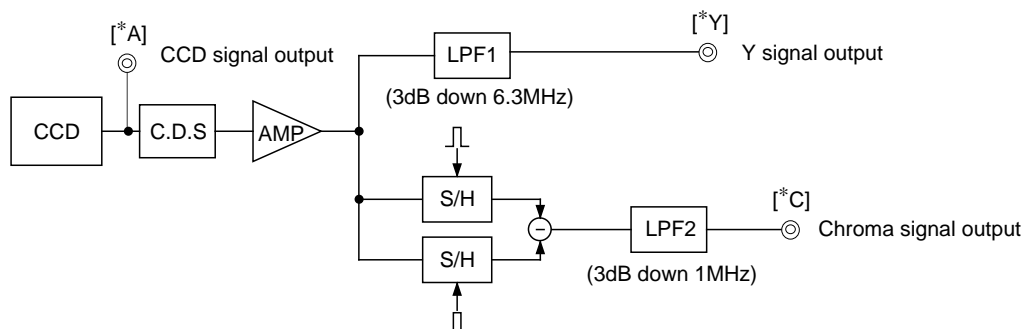 [*A]
CCD signal output
[*Y]
Y signal output
LPF1
(3dB down 6.3MHz)
CCD
C.D.S
AMP
S/H
S/H
[*C]
Chroma signal output
LPF2
(3dB down 1MHz)